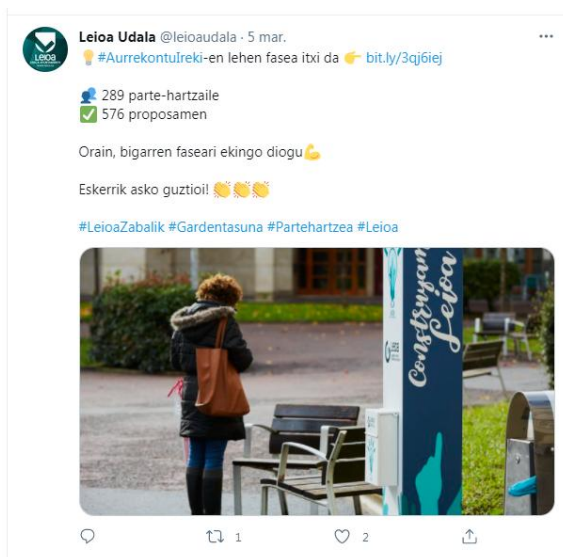 Leioa Udala @leioaudala · 5 mar.
💡#AurrekontuIreki-en lehen fasea itxi da 👉 bit.ly/3qj6iej
👥 289 parte-hartzaile
✅ 576 proposamen
Orain, bigarren faseari ekingo diogu💪
Eskerrik asko guztioi! 👏👏👏
#LeioaZabalik #Gardentasuna #Partehartzea #Leioa
Construyam
Leioa
1
2